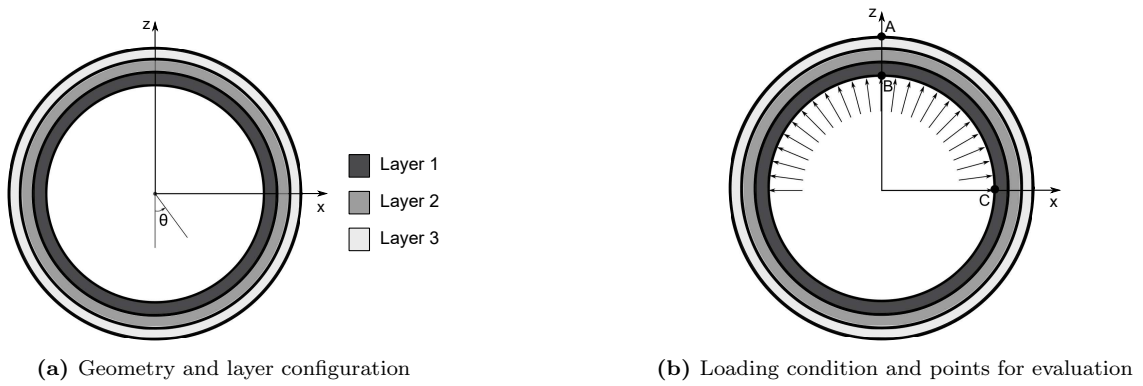 z
x
θ
Layer 1
Layer 2
Layer 3
(a) Geometry and layer configuration
z
A
B
C
x
(b) Loading condition and points for evaluation